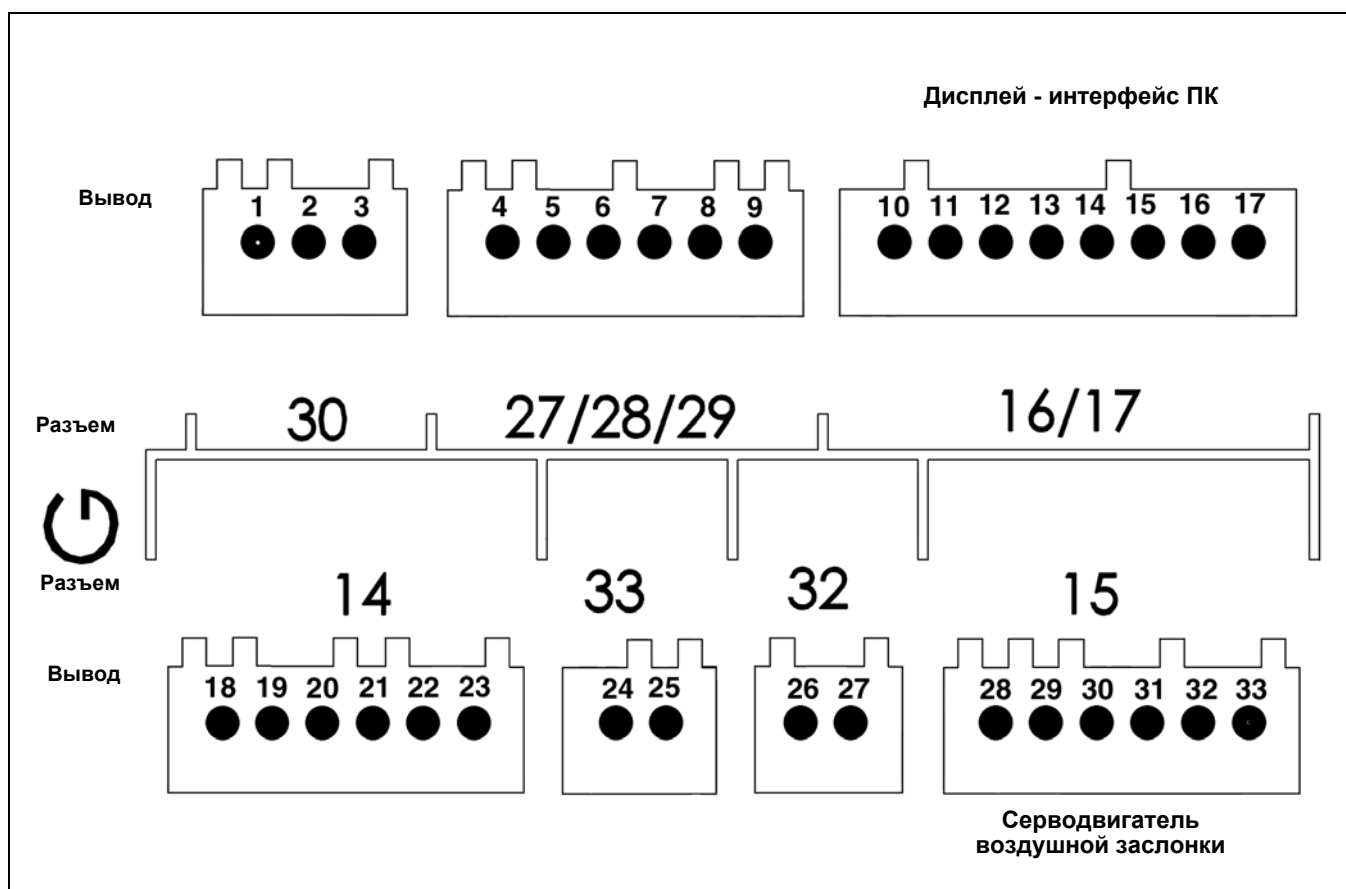 Дисплей - интерфейс ПК
Вывод
1 2 3 4 5 6 7 8 9 10 11 12 13 14 15 16 17
Разъем 30 27/28/29 16/17
Разъем
14 33 32 15
Вывод
18 19 20 21 22 23 24 25 26 27 28 29 30 31 32 33
Серводвигатель
воздушной заслонки